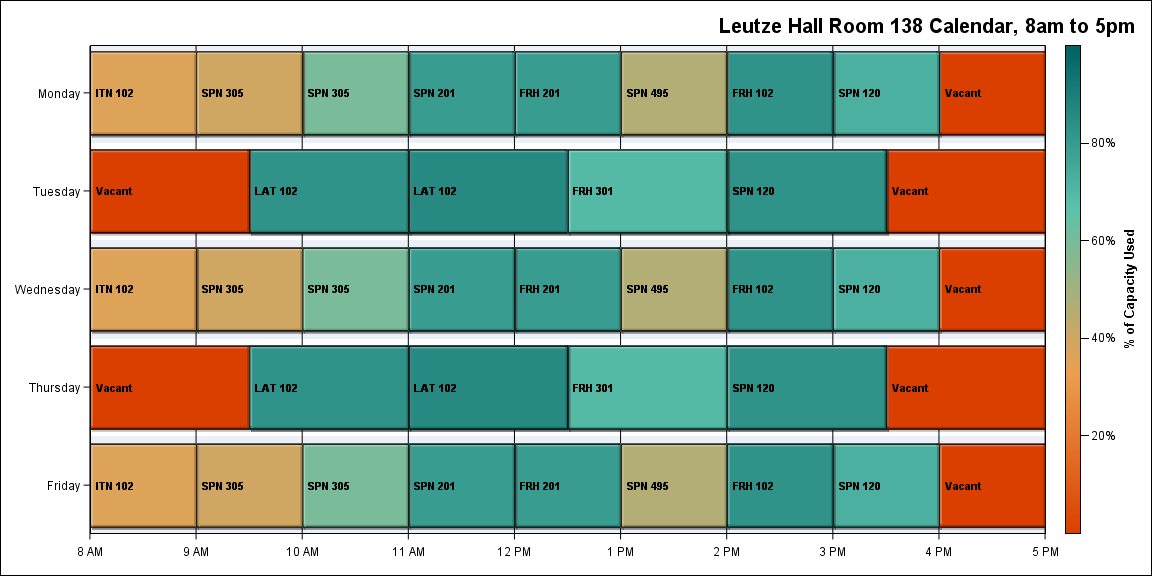 Leutze Hall Room 138 Calendar, 8am to 5pm
Monday
ITN 102
SPN 305
SPN 305
SPN 201
FRH 201
SPN 495
FRH 102
SPN 120
Vacant
Tuesday
Vacant
LAT 102
LAT 102
FRH 301
SPN 120
Vacant
Wednesday
ITN 102
SPN 305
SPN 305
SPN 201
FRH 201
SPN 495
FRH 102
SPN 120
Vacant
Thursday
Vacant
LAT 102
LAT 102
FRH 301
SPN 120
Vacant
Friday
ITN 102
SPN 305
SPN 305
SPN 201
FRH 201
SPN 495
FRH 102
SPN 120
Vacant
8 AM
9 AM
10 AM
11 AM
12 PM
1 PM
2 PM
3 PM
4 PM
5 PM
80%
60%
40%
20%
% of Capacity Used